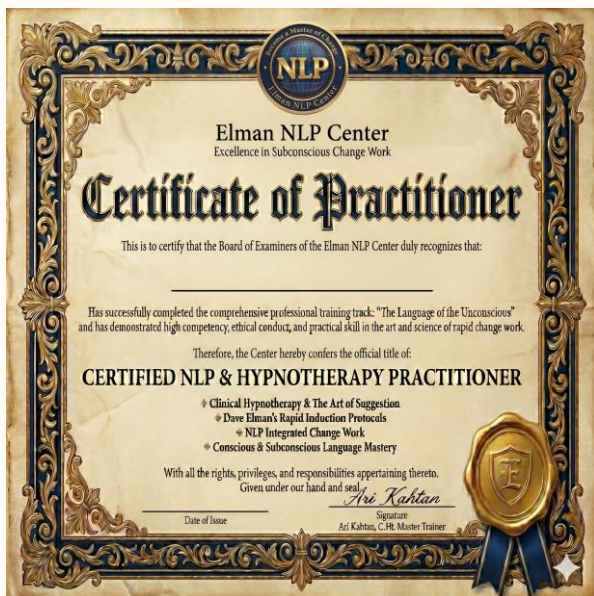 Become a Master of Change
NLP
Elman NLP Center
Elman NLP Center
Excellence in Subconscious Change Work
Certificate of Practitioner
This is to certify that the Board of Examiners of the Elman NLP Center duly recognizes that:
Has successfully completed the comprehensive professional training track: "The Language of the Unconscious"
and has demonstrated high competency, ethical conduct, and practical skill in the art and science of rapid change work.
Therefore, the Center hereby confers the official title of:
CERTIFIED NLP & HYPNOTHERAPY PRACTITIONER
Clinical Hypnotherapy & The Art of Suggestion
Dave Elman's Rapid Induction Protocols
NLP Integrated Change Work
Conscious & Subconscious Language Mastery
With all the rights, privileges, and responsibilities appertaining thereto.
Given under our hand and seal.
Ari Kahtan
Date of Issue
Signature
Ari Kahtan, C.Ht. Master Trainer
E